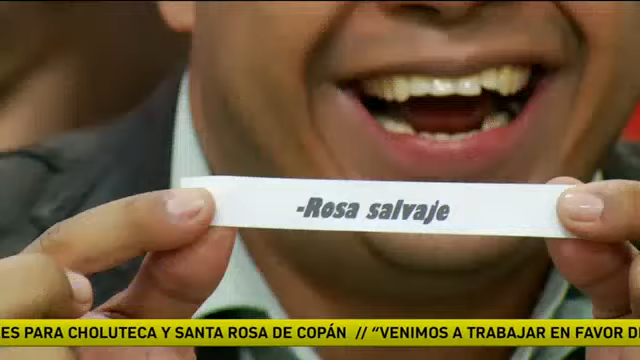 -Rosa salvaje
ES PARA CHOLUTECA Y SANTA ROSA DE COPÁN // “VENIMOS A TRABAJAR EN FAVOR D